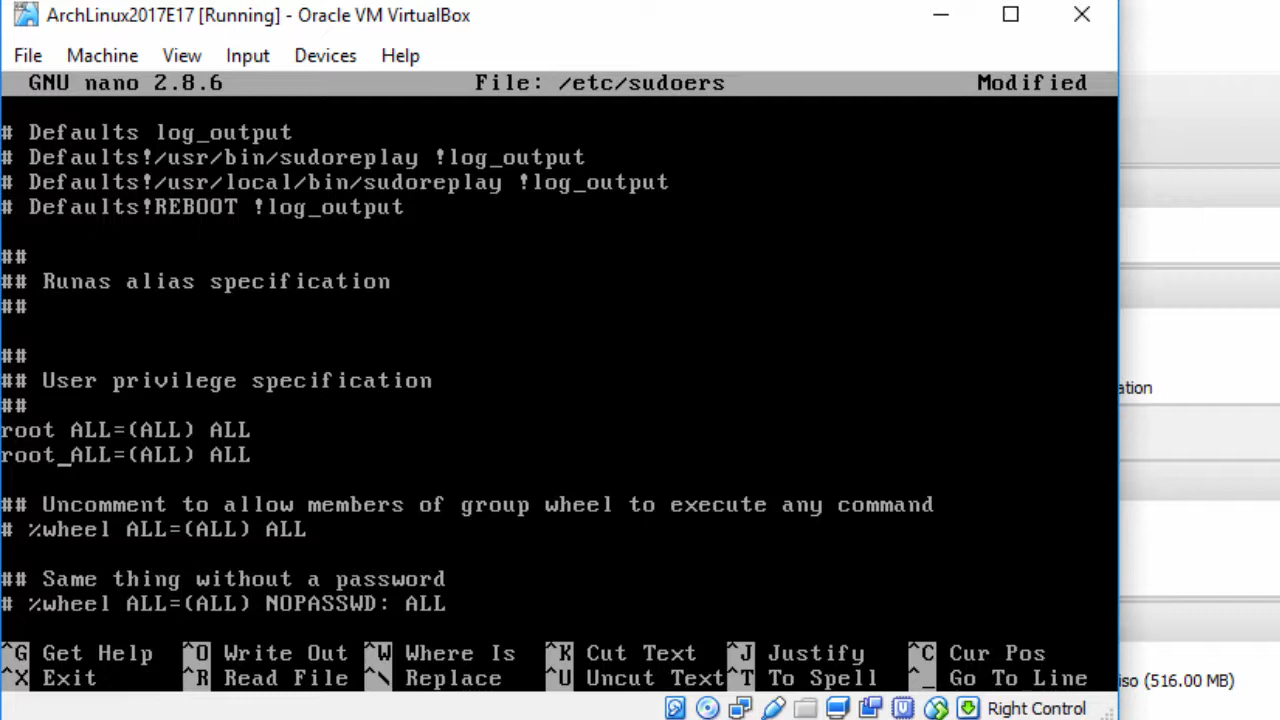 ArchLinux2017E17 [Running] - Oracle VM VirtualBox
File Machine View Input Devices Help
GNU nano 2.8.6 File: /etc/sudoers Modified
# Defaults log_output
# Defaults!/usr/bin/sudoreplay !log_output
# Defaults!/usr/local/bin/sudoreplay !log_output
# Defaults!REBOOT !log_output
##
## Runas alias specification
##
##
## User privilege specification
##
root ALL=(ALL) ALL
root_ALL=(ALL) ALL
## Uncomment to allow members of group wheel to execute any command
# %wheel ALL=(ALL) ALL
## Same thing without a password
# %wheel ALL=(ALL) NOPASSWD: ALL
^G Get Help ^O Write Out ^W Where Is ^K Cut Text ^J Justify ^C Cur Pos
^X Exit ^R Read File ^\ Replace ^U Uncut Text ^T To Spell ^_ Go To Line
Right Control
ation
iso (516.00 MB)